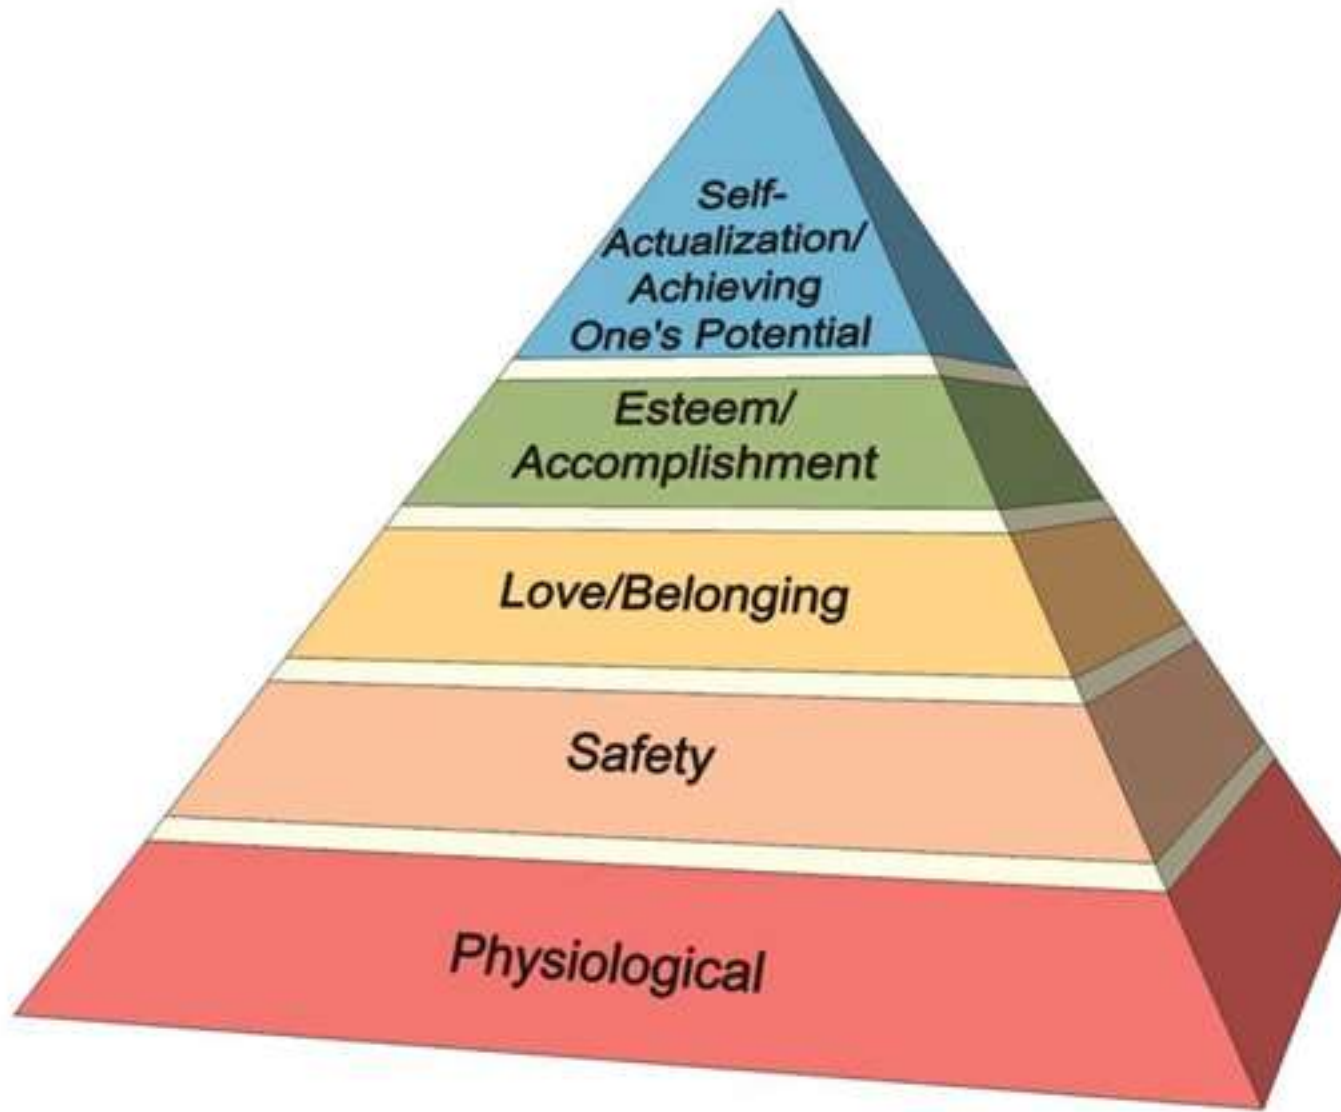 Self-
Actualization/
Achieving
One's Potential
Esteem/
Accomplishment
Love/Belonging
Safety
Physiological